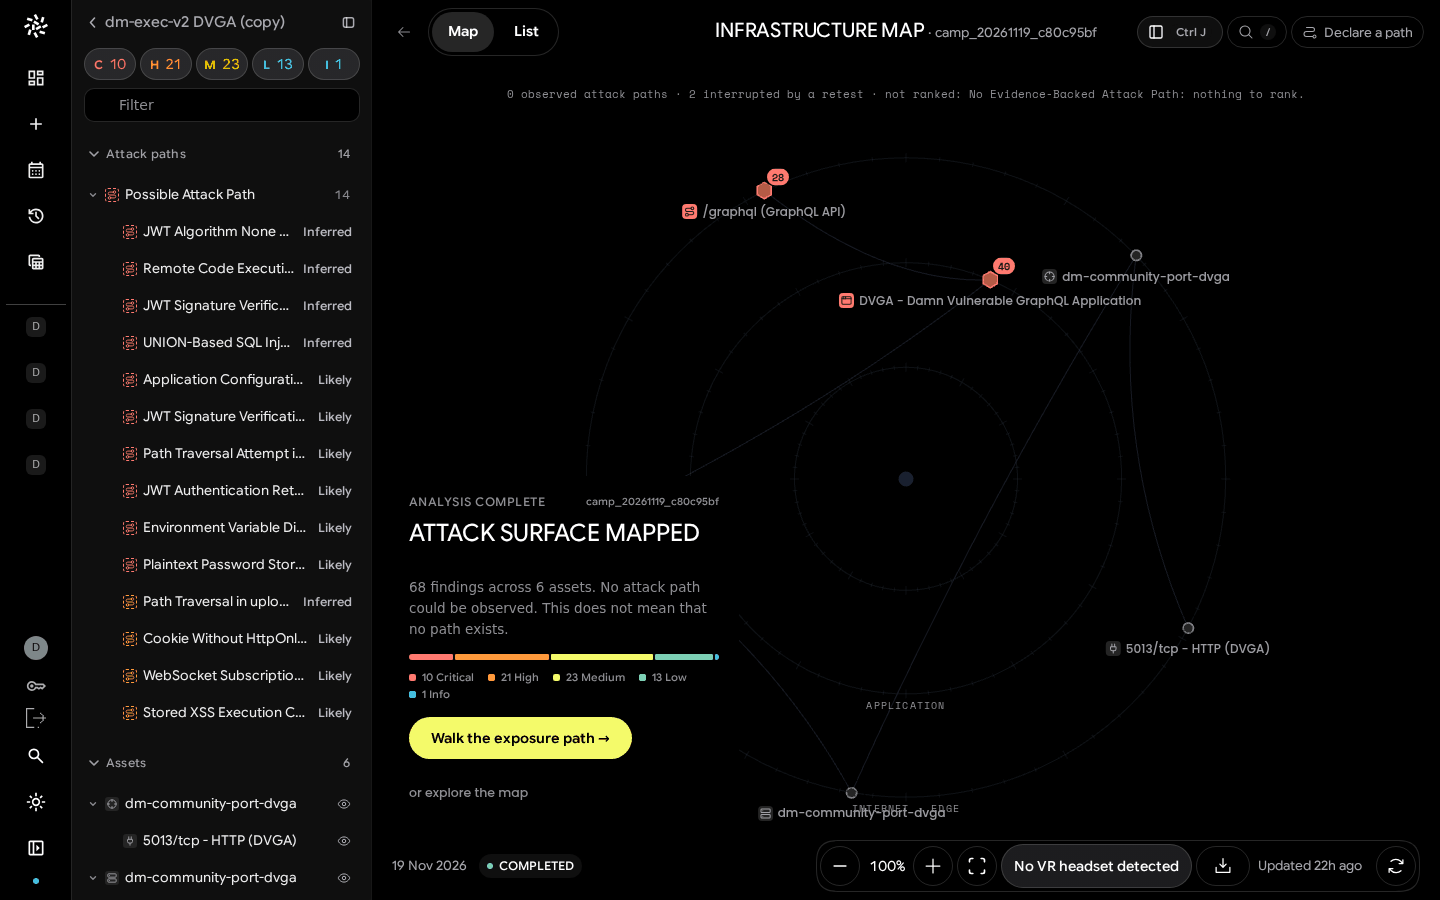 dm-exec-v2 DVGA (copy)
C 10
H 21
M 23
L 13
I 1
Filter
Attack paths 14
Possible Attack Path 14
JWT Algorithm None ... Inferred
Remote Code Executi... Inferred
JWT Signature Verific... Inferred
UNION-Based SQL Inj... Inferred
Application Configurati... Likely
JWT Signature Verificati... Likely
Path Traversal Attempt i... Likely
JWT Authentication Ret... Likely
Environment Variable Di... Likely
Plaintext Password Stor... Likely
Path Traversal in uplo... Inferred
Cookie Without HttpOnl... Likely
WebSocket Subscriptio... Likely
Stored XSS Execution C... Likely
Assets 6
dm-community-port-dvga
5013/tcp - HTTP (DVGA)
dm-community-port-dvga
D
D
D
D
D
Map
List
INFRASTRUCTURE MAP · camp_20261119_c80c95bf
Ctrl J
/
Declare a path
0 observed attack paths · 2 interrupted by a retest · not ranked: No Evidence-Backed Attack Path: nothing to rank.
28
/graphql (GraphQL API)
40
DVGA - Damn Vulnerable GraphQL Application
dm-community-port-dvga
5013/tcp - HTTP (DVGA)
APPLICATION
INTERNET EDGE
dm-community-port-dvga
ANALYSIS COMPLETE
camp_20261119_c80c95bf
ATTACK SURFACE MAPPED
68 findings across 6 assets. No attack path
could be observed. This does not mean that
no path exists.
10 Critical
21 High
23 Medium
13 Low
1 Info
Walk the exposure path →
or explore the map
19 Nov 2026
COMPLETED
100%
No VR headset detected
Updated 22h ago